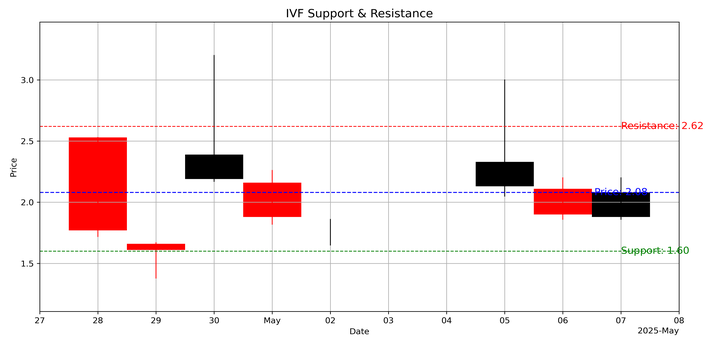 IVF Support & Resistance
Price
3.0
2.5
2.0
1.5
Resistance: 2.62
Price: 2.08
Support: 1.60
27 28 29 30 May 02 03 04 05 06 07 08
Date
2025-May